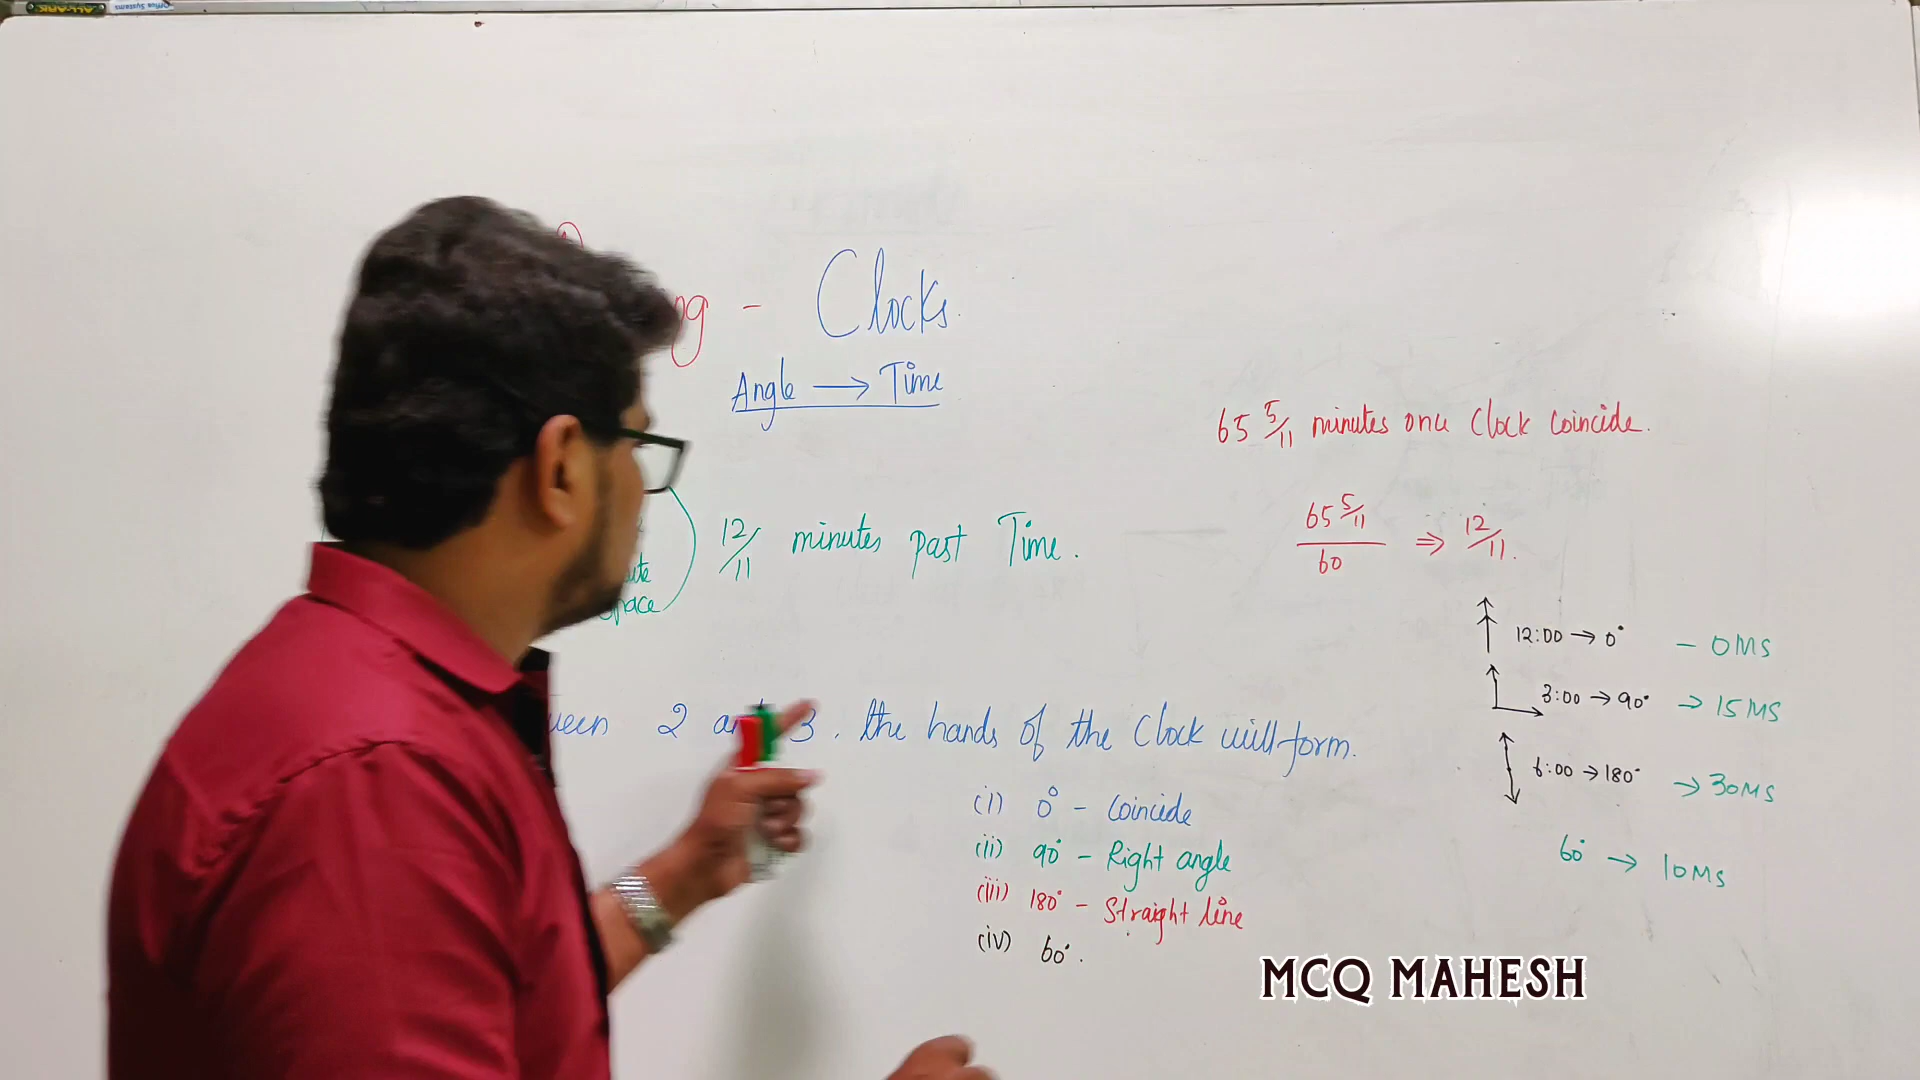 Clocks.
Angle → Time
65 5/11 minutes once Clock Coincide.
12/11 minutes past Time.
Space
65 5/11 / 60 ⇒ 12/11.
12:00 → 0° - 0MS
3:00 → 90° → 15MS
6:00 → 180° → 30MS
60° → 10MS
2 and 3. the hands of the Clock will form.
(i) 0° - Coincide
(ii) 90° - Right angle
(iii) 180° - Straight line
(iv) 60°.
MCQ MAHESH